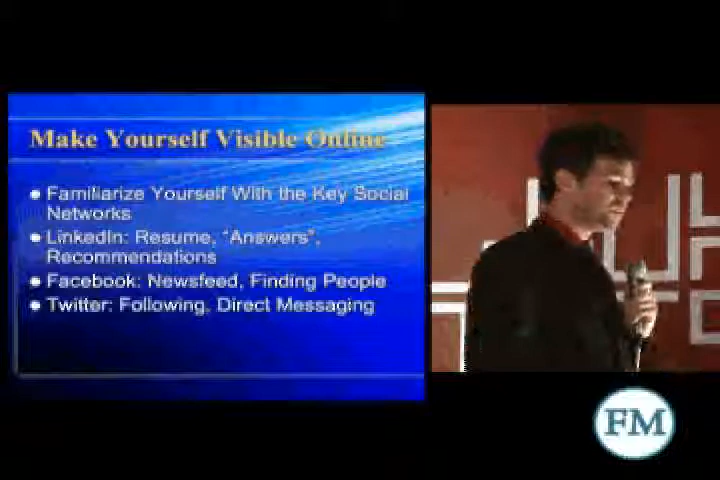 Make Yourself Visible Online
● Familiarize Yourself With the Key Social
Networks
● LinkedIn: Resume, "Answers",
Recommendations
● Facebook: Newsfeed, Finding People
● Twitter: Following, Direct Messaging
FM